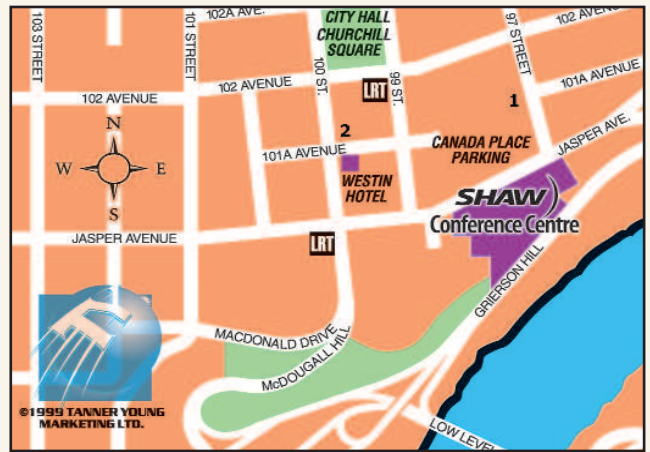 103 STREET
101 STREET
102A AVE.
CITY HALL
CHURCHILL
SQUARE
97 STREET
102 AVENUE
101A AVENUE
102 AVENUE
102 AVENUE
100 ST.
LRT
99 ST.
1
2
N
W E
S
101A AVENUE
CANADA PLACE
PARKING
JASPER AVE.
WESTIN
HOTEL
SHAW
Conference Centre
JASPER AVENUE
LRT
GRIERSON HILL
MACDONALD DRIVE
McDOUGALL HILL
©1999 TANNER YOUNG
MARKETING LTD.
LOW LEVEL